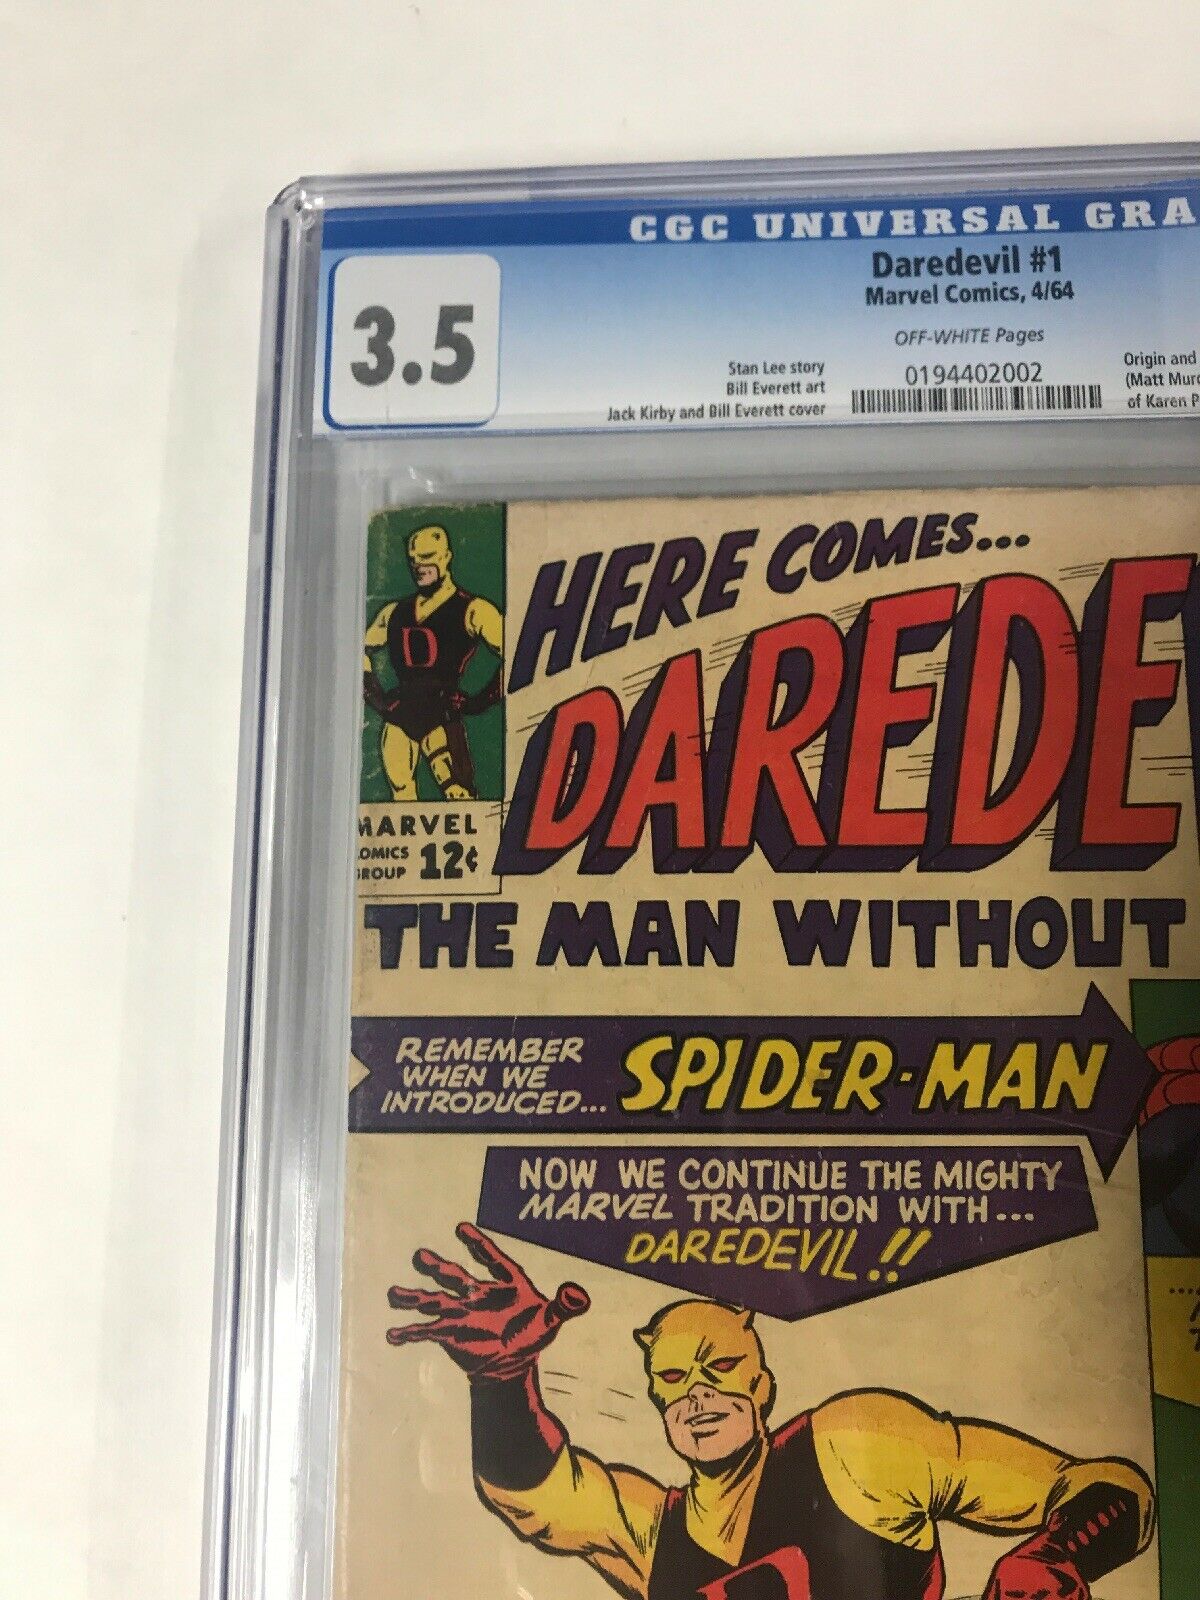 CGC UNIVERSAL GRA
3.5
Daredevil #1
Marvel Comics, 4/64
OFF-WHITE Pages
Stan Lee story
Bill Everett art
Jack Kirby and Bill Everett cover
0194402002
Origin and
(Matt Murd
of Karen P
HERE COMES...
DAREDE
D
MARVEL
OMICS
GROUP
12¢
THE MAN WITHOUT
REMEMBER
WHEN WE
INTRODUCED...
SPIDER-MAN
NOW WE CONTINUE THE MIGHTY
MARVEL TRADITION WITH...
DAREDEVIL!!
D